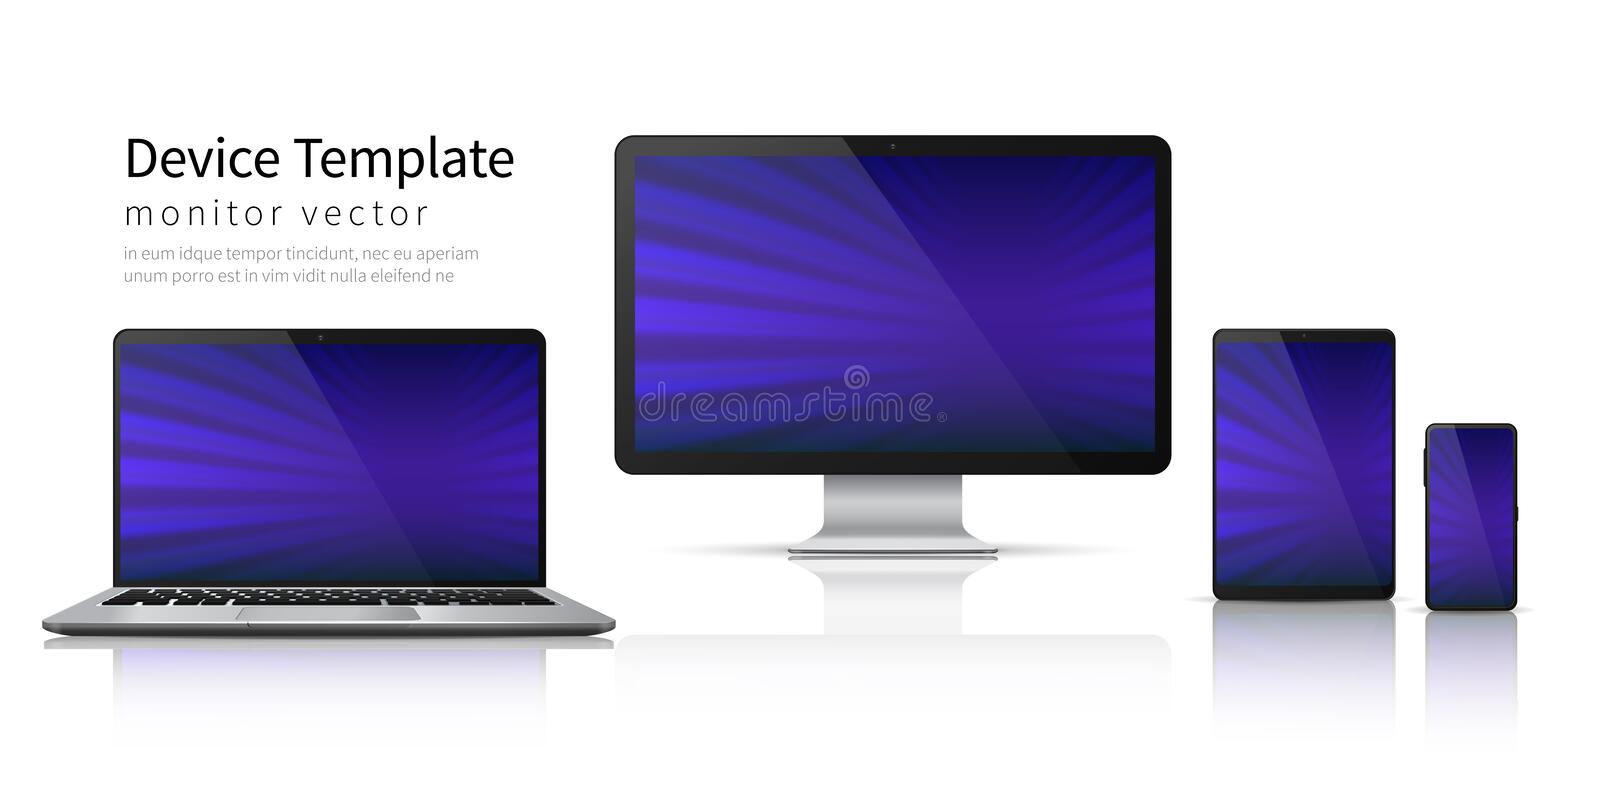 Device Template
monitor vector
in eum idque tempor tincidunt, nec eu aperiam
unum porro est in vim vidit nulla eleifend ne
dreamstime®